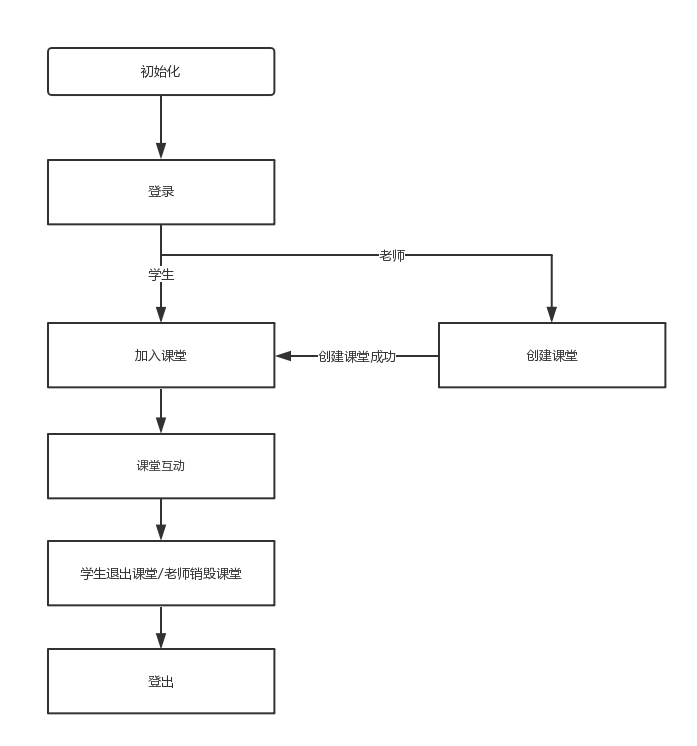 初始化
登录
老师
学生
加入课堂
创建课堂成功
创建课堂
课堂互动
学生退出课堂/老师销毁课堂
登出